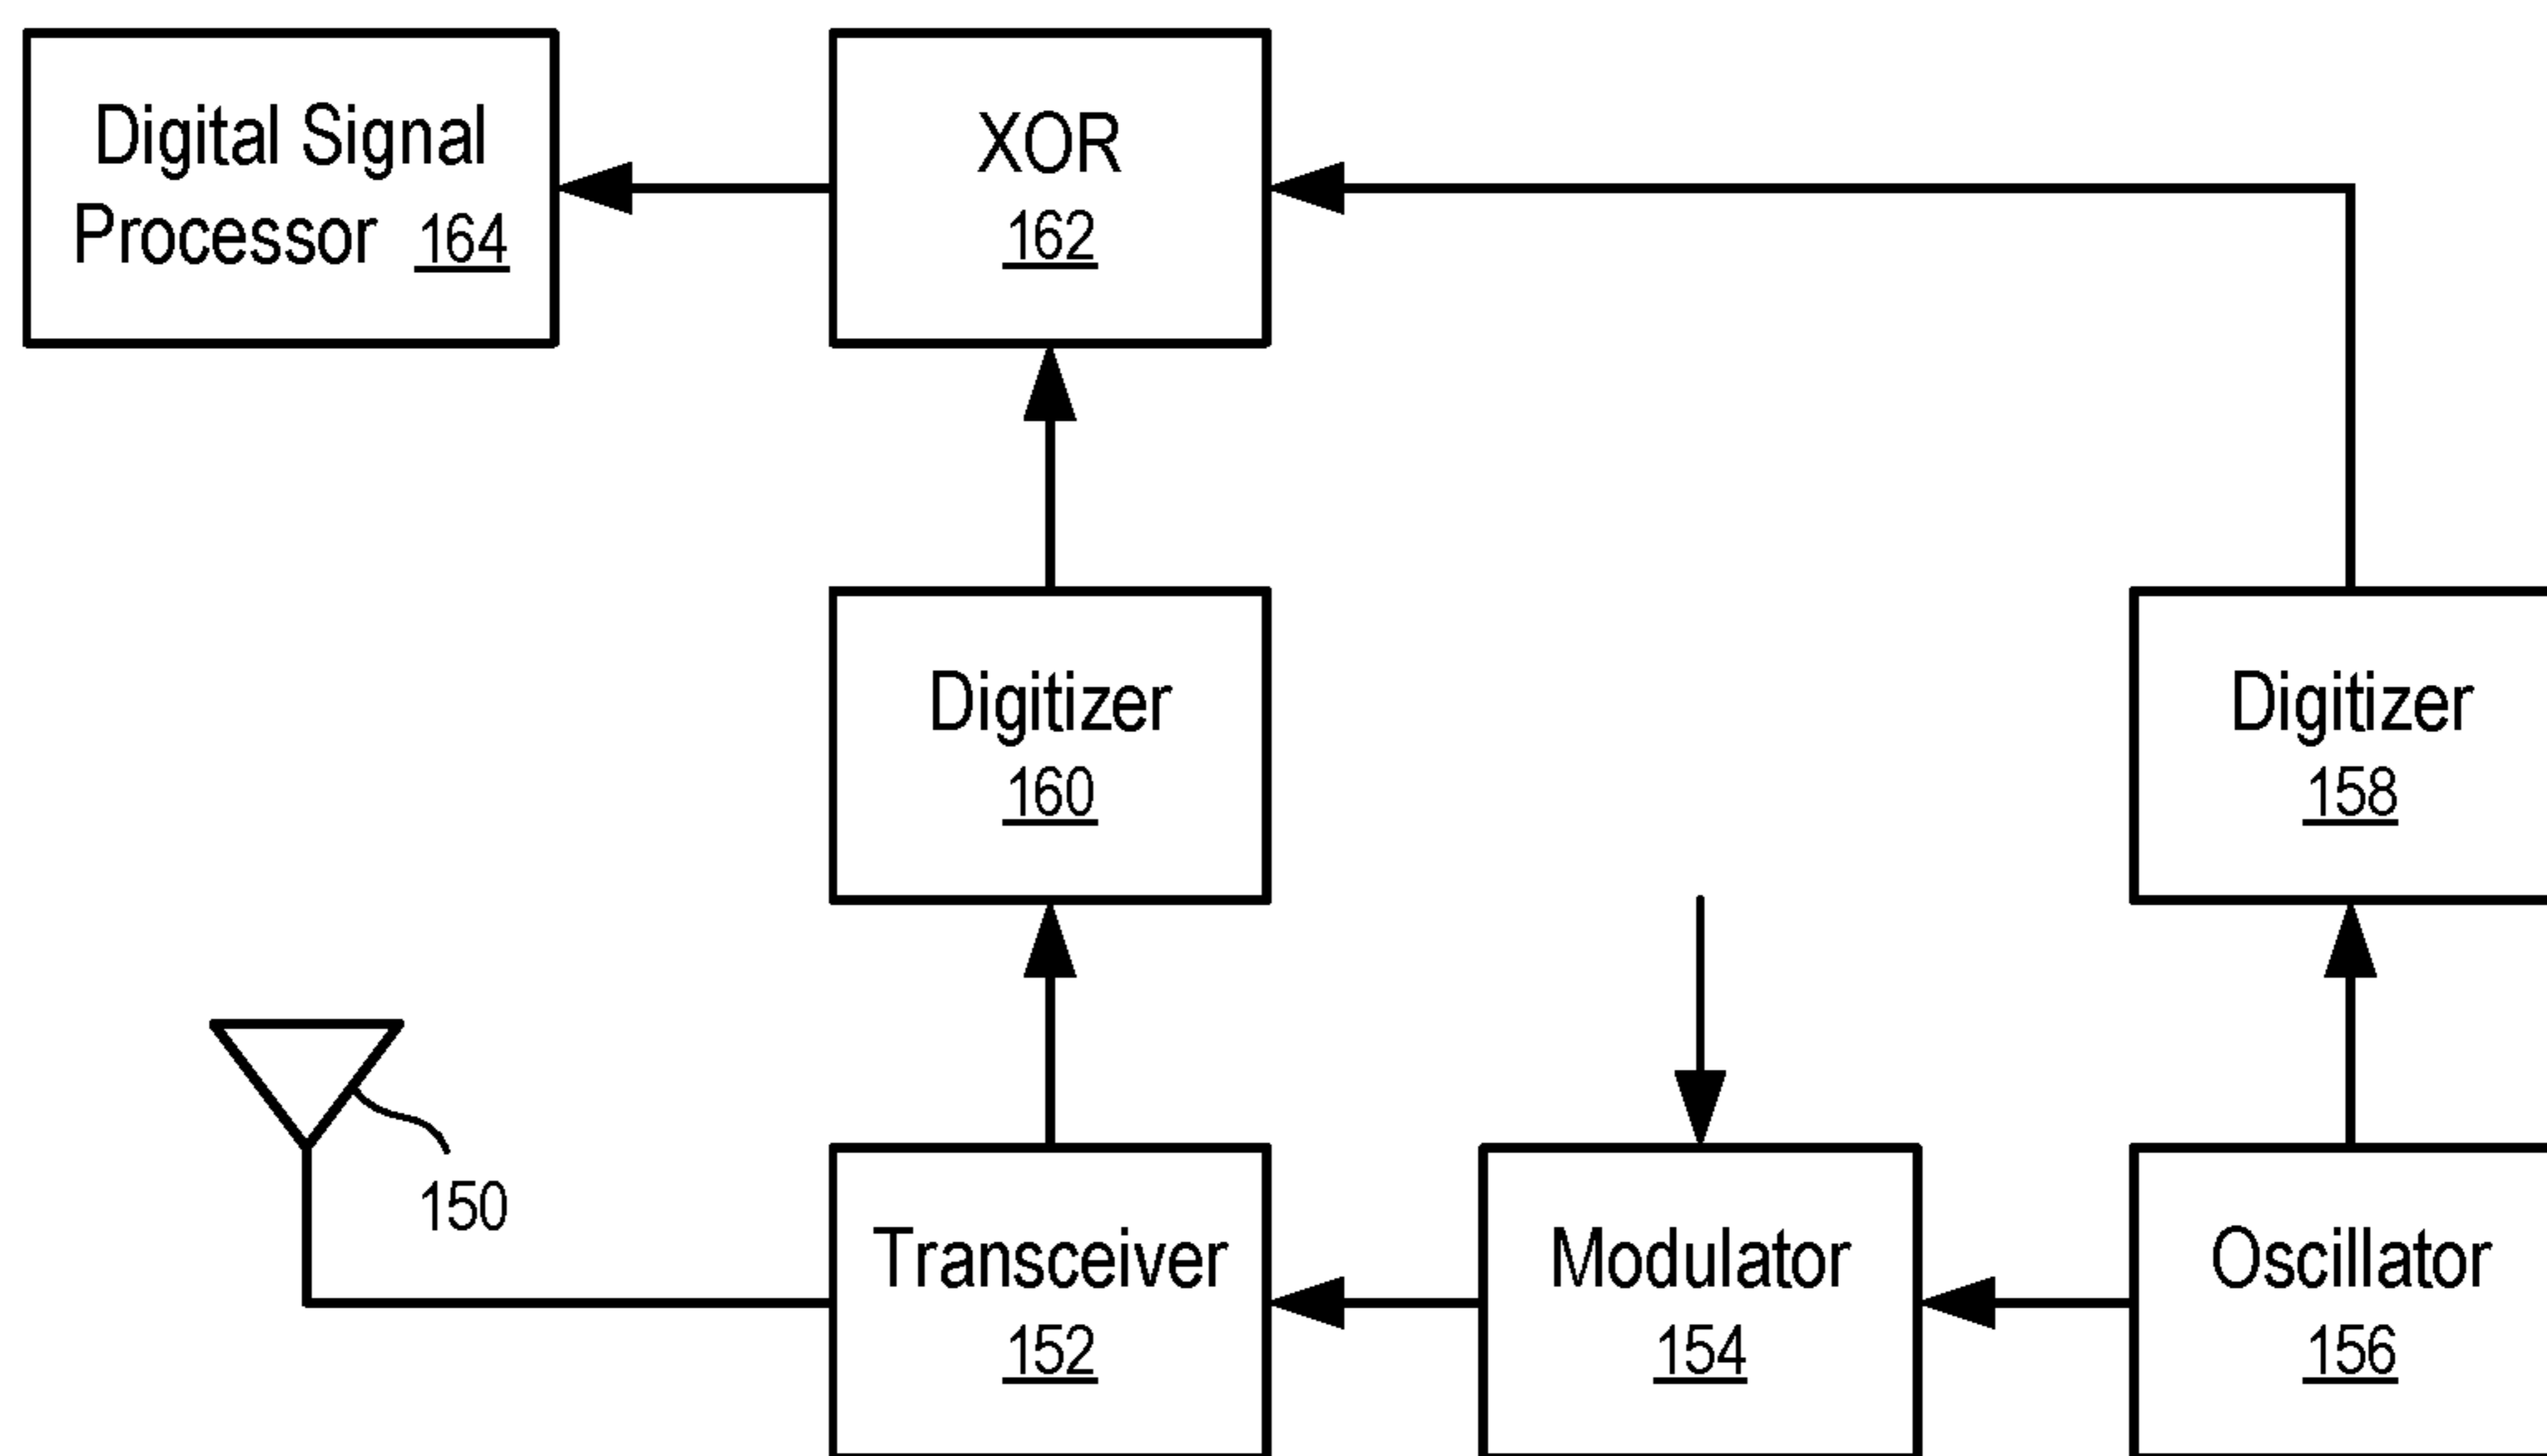 Digital Signal
Processor 164
XOR
162
Digitizer
160
Digitizer
158
150
Transceiver
152
Modulator
154
Oscillator
156